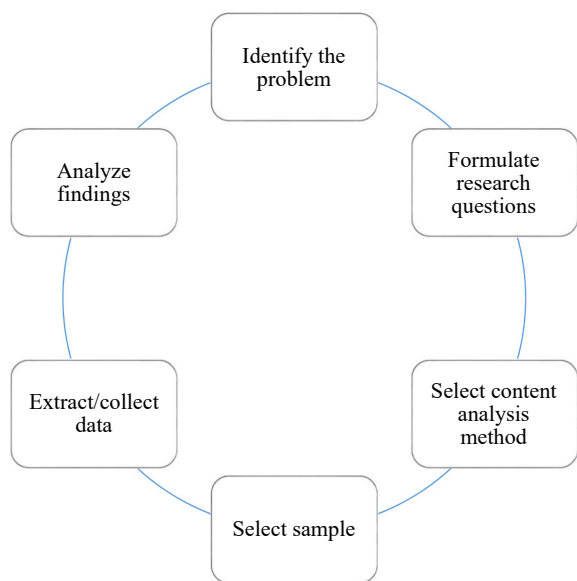 Identify the
problem
Formulate
research
questions
Select content
analysis
method
Select sample
Extract/collect
data
Analyze
findings